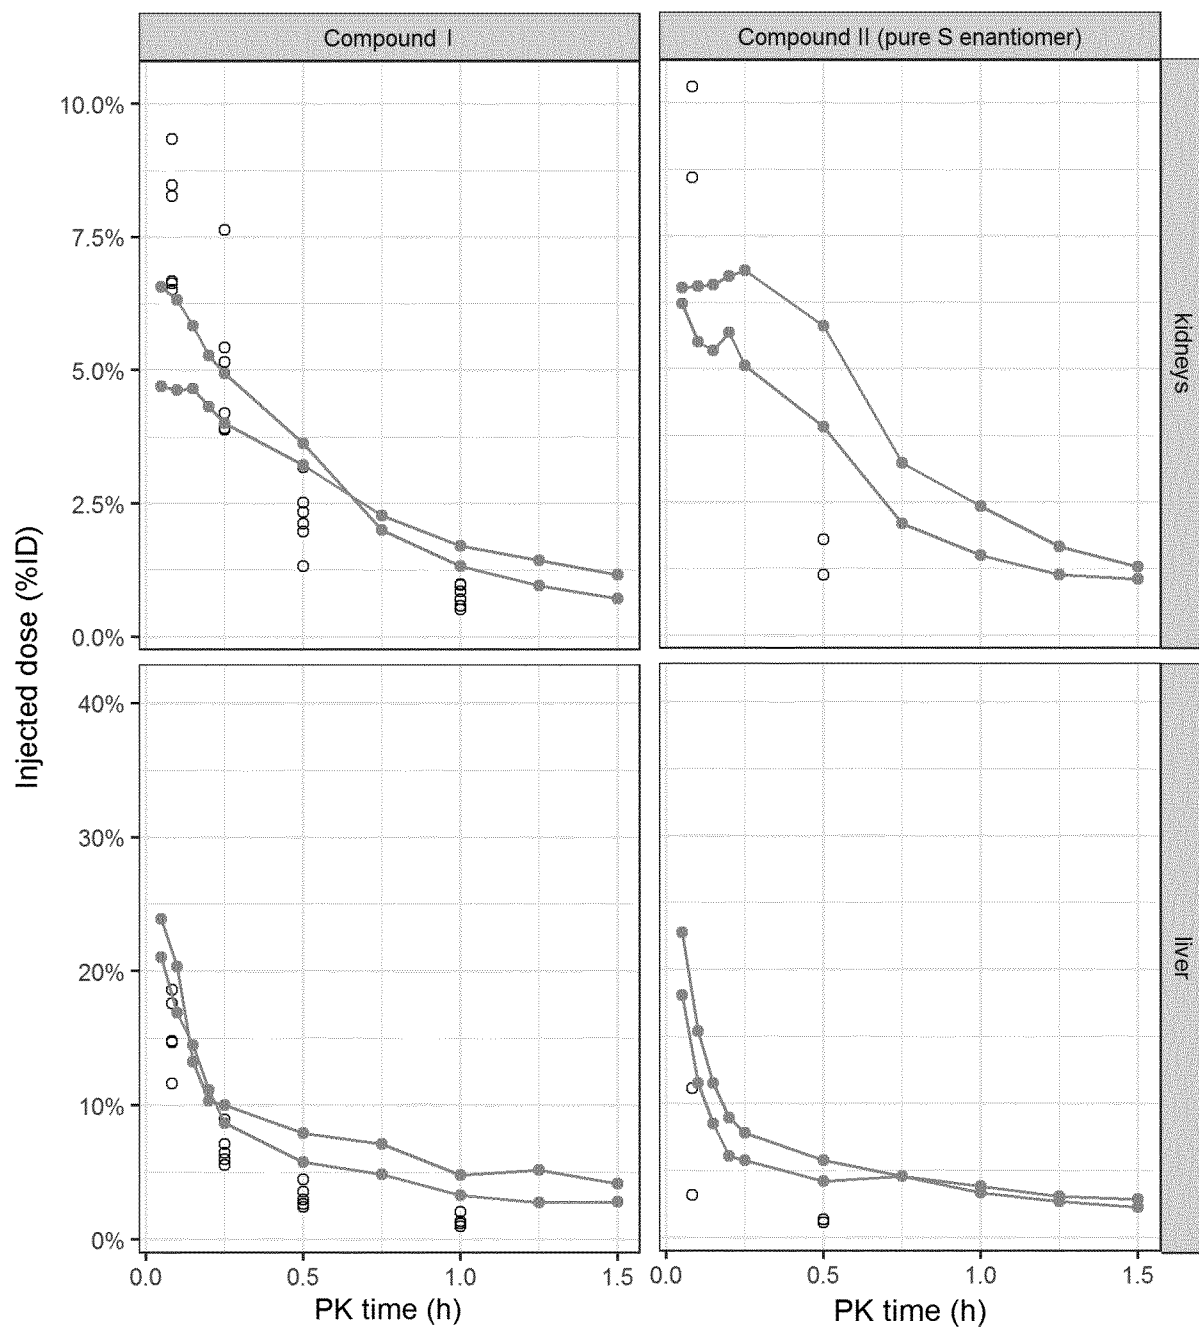 Compound I
Compound II (pure S enantiomer)
10.0%
7.5%
5.0%
2.5%
0.0%
kidneys
Injected dose (%ID)
40%
30%
20%
10%
0%
liver
0.0 0.5 1.0 1.5
0.0 0.5 1.0 1.5
PK time (h)
PK time (h)